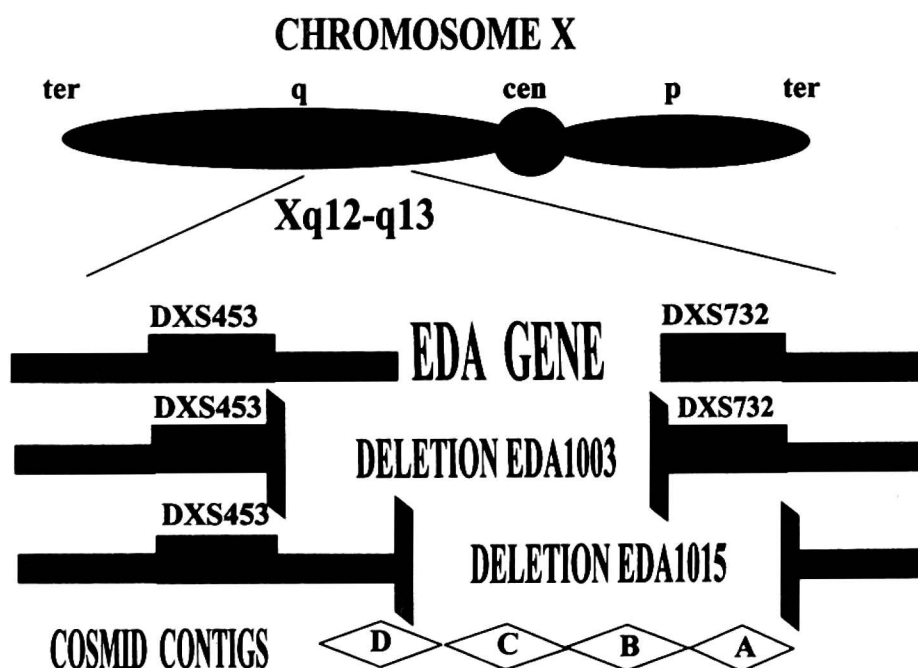 CHROMOSOME X
ter q cen p ter
Xq12-q13
DXS453 EDA GENE DXS732
DXS453 DELETION EDA1003 DXS732
DXS453 DELETION EDA1015
COSMID CONTIGS D C B A